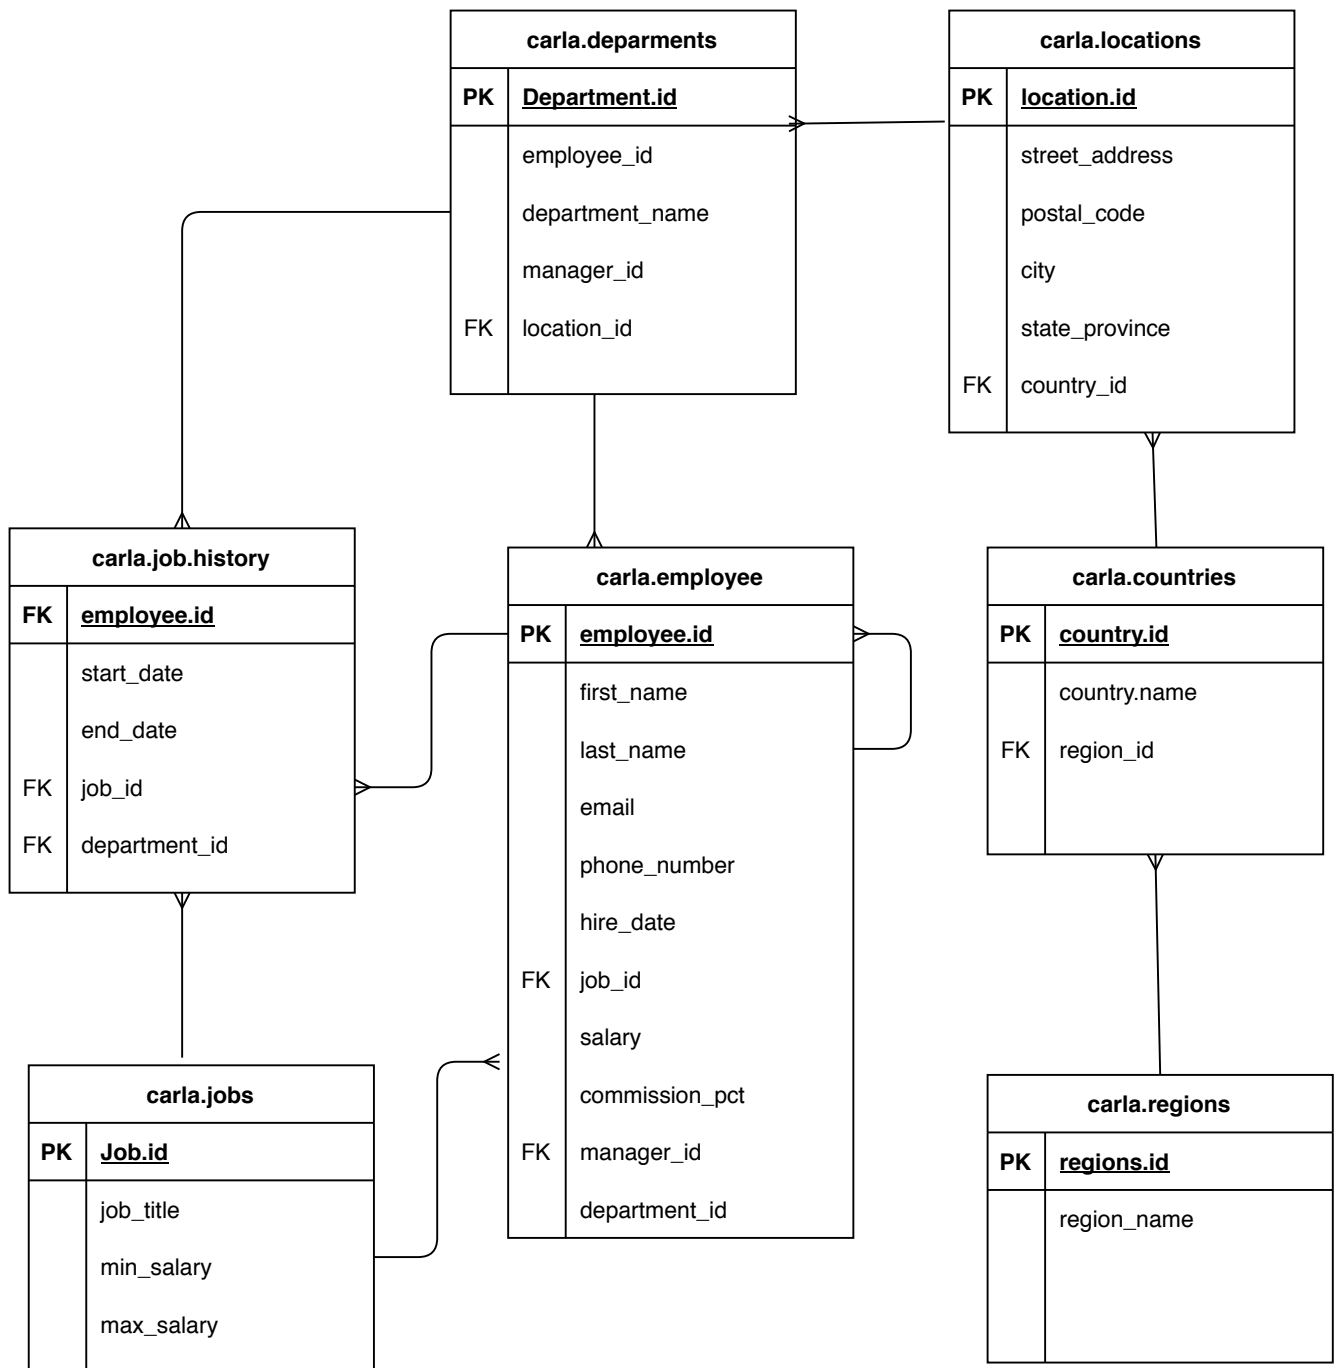 carla.deparments
PK Department.id
employee_id
department_name
manager_id
FK location_id
carla.locations
PK location.id
street_address
postal_code
city
state_province
FK country_id
carla.job.history
FK employee.id
start_date
end_date
FK job_id
FK department_id
carla.employee
PK employee.id
first_name
last_name
email
phone_number
hire_date
FK job_id
salary
commission_pct
FK manager_id
department_id
carla.countries
PK country.id
country.name
FK region_id
carla.jobs
PK Job.id
job_title
min_salary
max_salary
carla.regions
PK regions.id
region_name